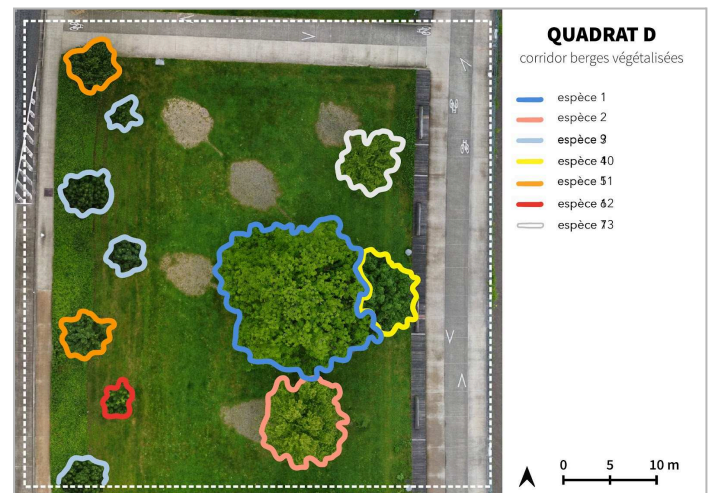 QUADRAT D
corridor berges végétalisées
espèce 1
espèce 2
espèce
espèce
espèce
espèce
espèce
0 5 10 m